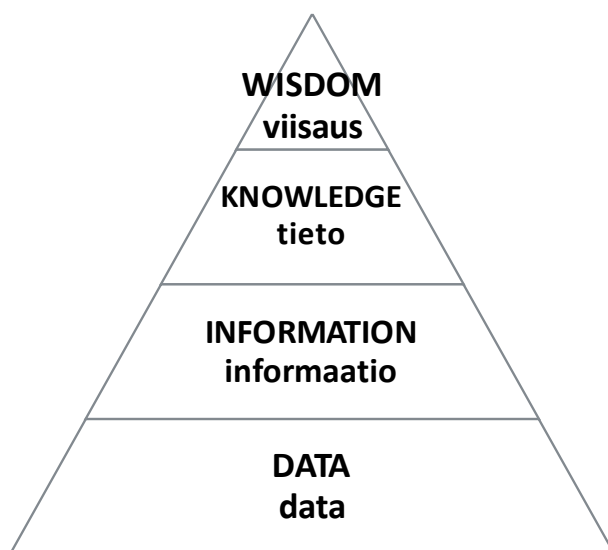 WISDOM
viisaus
KNOWLEDGE
tieto
INFORMATION
informaatio
DATA
data